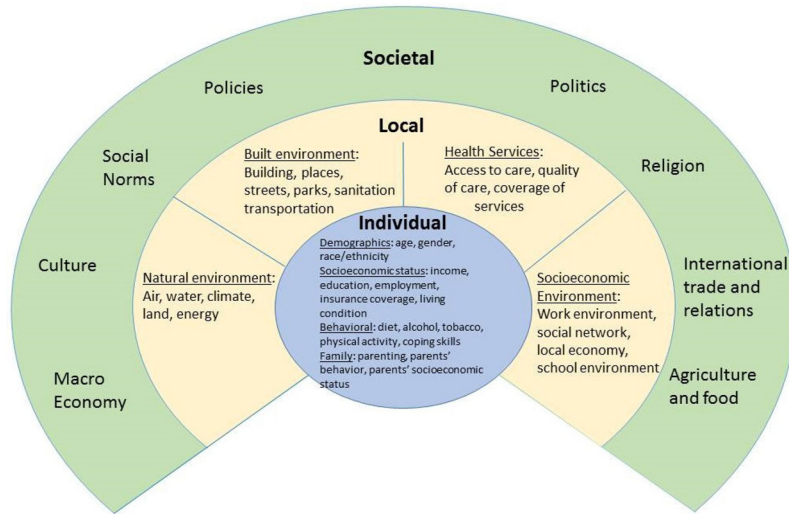 Societal
Policies
Politics
Social
Norms
Religion
Culture
International
trade and
relations
Macro
Economy
Agriculture
and food
Local
Built environment:
Building, places,
streets, parks, sanitation
transportation
Health Services:
Access to care, quality
of care, coverage of
services
Natural environment:
Air, water, climate,
land, energy
Socioeconomic
Environment:
Work environment,
social network,
local economy,
school environment
Individual
Demographics: age, gender,
race/ethnicity
Socioeconomic status: income,
education, employment,
insurance coverage, living
condition
Behavioral: diet, alcohol, tobacco,
physical activity, coping skills
Family: parenting, parents'
behavior, parents' socioeconomic
status